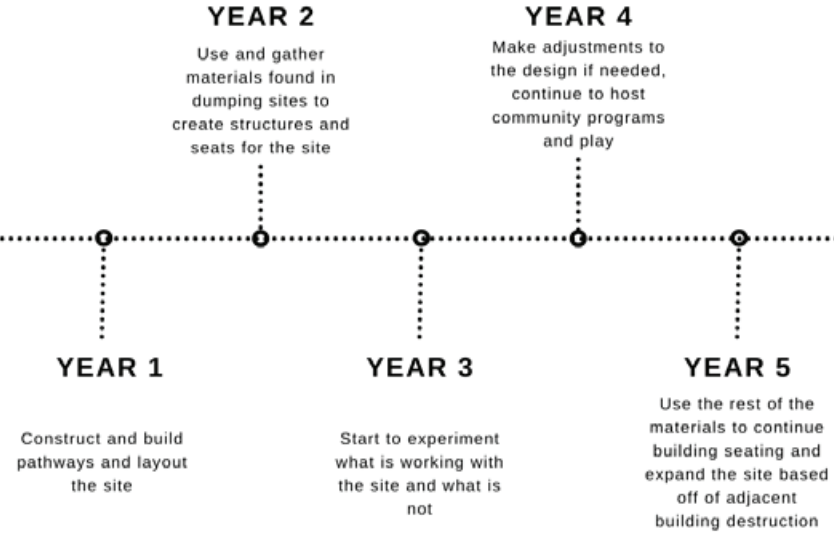 YEAR 2
Use and gather
materials found in
dumping sites to
create structures and
seats for the site
YEAR 4
Make adjustments to
the design if needed,
continue to host
community programs
and play
YEAR 1
Construct and build
pathways and layout
the site
YEAR 3
Start to experiment
what is working with
the site and what is
not
YEAR 5
Use the rest of the
materials to continue
building seating and
expand the site based
off of adjacent
building destruction